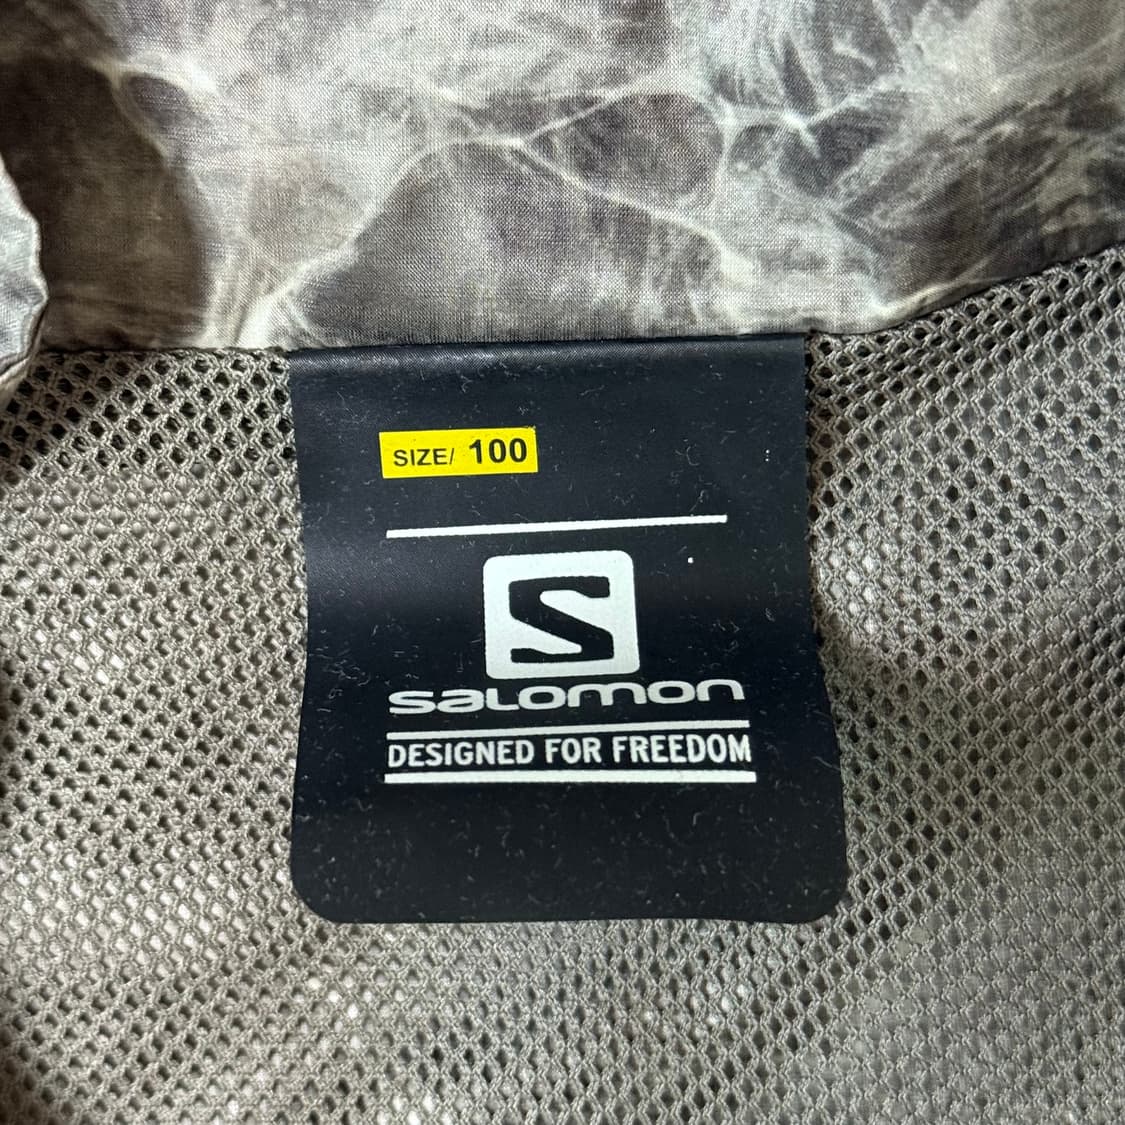 SIZE/ 100
S
salomon
DESIGNED FOR FREEDOM